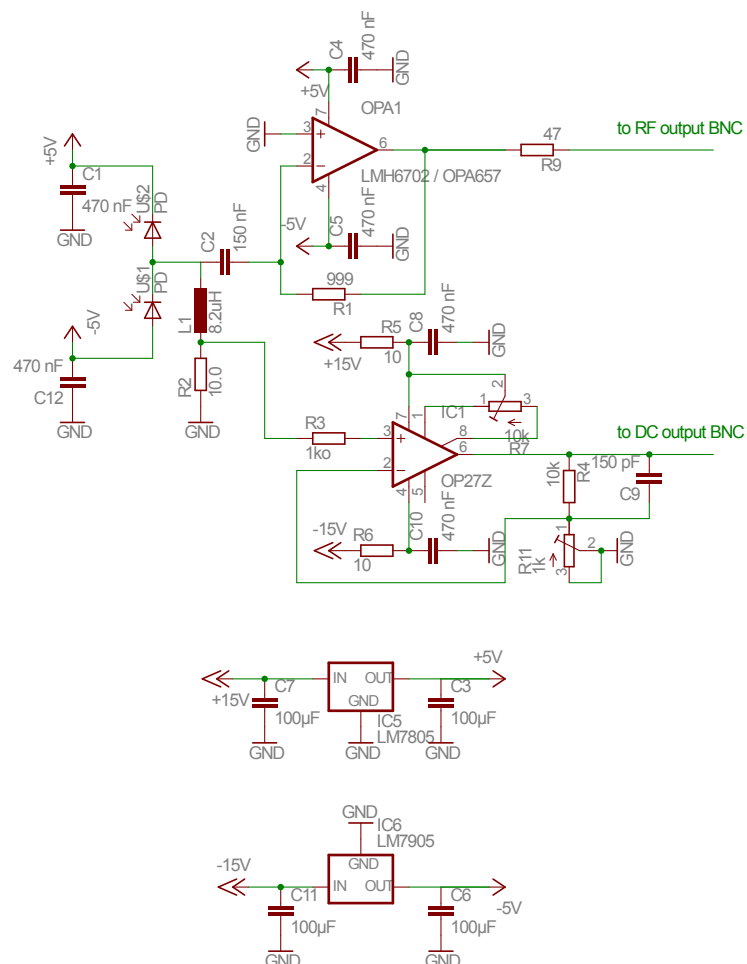 C4
470 nF
GND
+5V
OPA1
7
GND
3
+
6
2
−
4
LMH6702 / OPA657
47
R9
to RF output BNC
-5V
C5
470 nF
GND
+5V
C1
470 nF
GND
U$2
PD
C2
150 nF
U$1
PD
999
R1
-5V
470 nF
C12
GND
L1
8.2uH
R2
10.0
GND
R5
10
+15V
C8
470 nF
GND
2
1
3
IC1
10k
R7
R3
1ko
7
1
3
+
8
6
2
−
4
5
OP27Z
to DC output BNC
10k
R4
150 pF
C9
-15V
R6
10
C10
470 nF
GND
1
2
3
R11
1k
GND
+15V
C7
100µF
GND
IN
OUT
GND
IC5
LM7805
GND
+5V
C3
100µF
GND
GND
IC6
LM7905
GND
IN
OUT
-15V
C11
100µF
GND
C6
100µF
GND
-5V